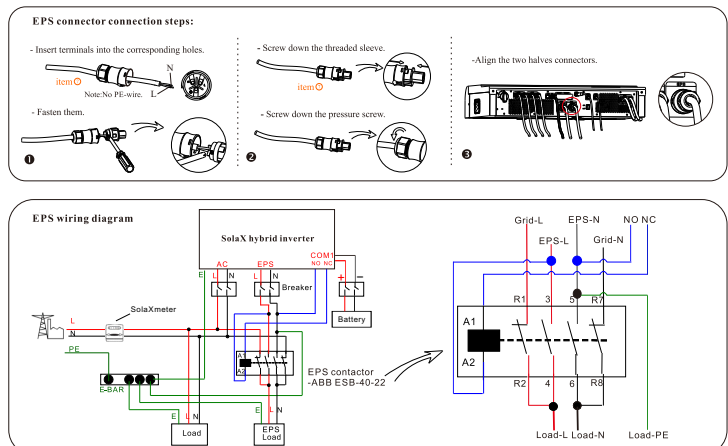 EPS connector connection steps:
- Insert terminals into the corresponding holes.
N
item
Note:No PE-wire.
L
- Fasten them.
❶
- Screw down the threaded sleeve.
item
- Screw down the pressure screw.
❷
-Align the two halves connectors.
EPS
❸
EPS wiring diagram
SolaX hybrid inverter
COM1
AC EPS NO NC
E L N L N + −
Breaker
Battery
SolaXmeter
L
N
PE
E-BAR
A1
A2
EPS contactor
-ABB ESB-40-22
E L N
Load
E L N
EPS
Load
Grid-L EPS-N NO NC
EPS-L Grid-N
R1 3 5 R7
A1
A2
R2 4 6 R8
Load-L Load-N Load-PE